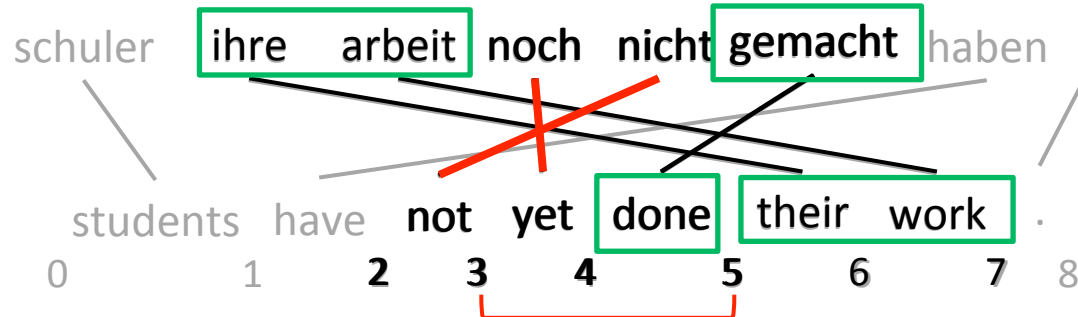 schuler ihre arbeit noch nicht gemacht haben
students have not yet done their work .
0 1 2 3 4 5 6 7 8